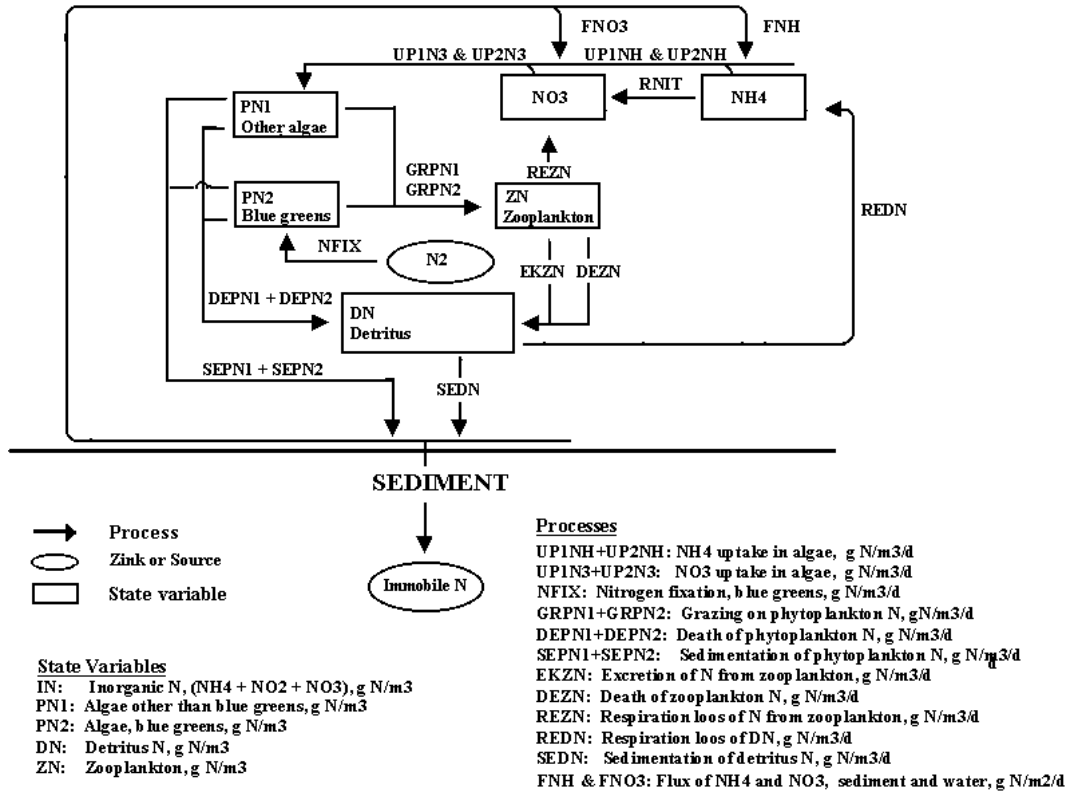 FNO3
FNH
UP1N3 & UP2N3
UP1NH & UP2NH
PN1
Other algae
NO3
RNIT
NH4
GRPN1
GRPN2
REZN
PN2
Blue greens
ZN
Zooplankton
REDN
NFIX
N2
EKZN
DEZN
DEPN1 + DEPN2
DN
Detritus
SEPN1 + SEPN2
SEDN
SEDIMENT
Process
Zink or Source
State variable
Immobile N
State Variables
IN: Inorganic N, (NH4 + NO2 + NO3), g N/m3
PN1: Algae other than blue greens, g N/m3
PN2: Algae, blue greens, g N/m3
DN: Detritus N, g N/m3
ZN: Zooplankton, g N/m3
Processes
UP1NH+UP2NH: NH4 uptake in algae, g N/m3/d
UP1N3+UP2N3: NO3 uptake in algae, g N/m3/d
NFIX: Nitrogen fixation, blue greens, g N/m3/d
GRPN1+GRPN2: Grazing on phytoplankton N, gN/m3/d
DEPN1+DEPN2: Death of phytoplankton N, g N/m3/d
SEPN1+SEPN2: Sedimentation of phytoplankton N, g N/m3/d
d
EKZN: Excretion of N from zooplankton, g N/m3/d
DEZN: Death of zooplankton N, g N/m3/d
REZN: Respiration loos of N from zooplankton, g N/m3/d
REDN: Respiration loos of DN, g N/m3/d
SEDN: Sedimentation of detritus N, g N/m3/d
FNH & FNO3: Flux of NH4 and NO3, sediment and water, g N/m2/d